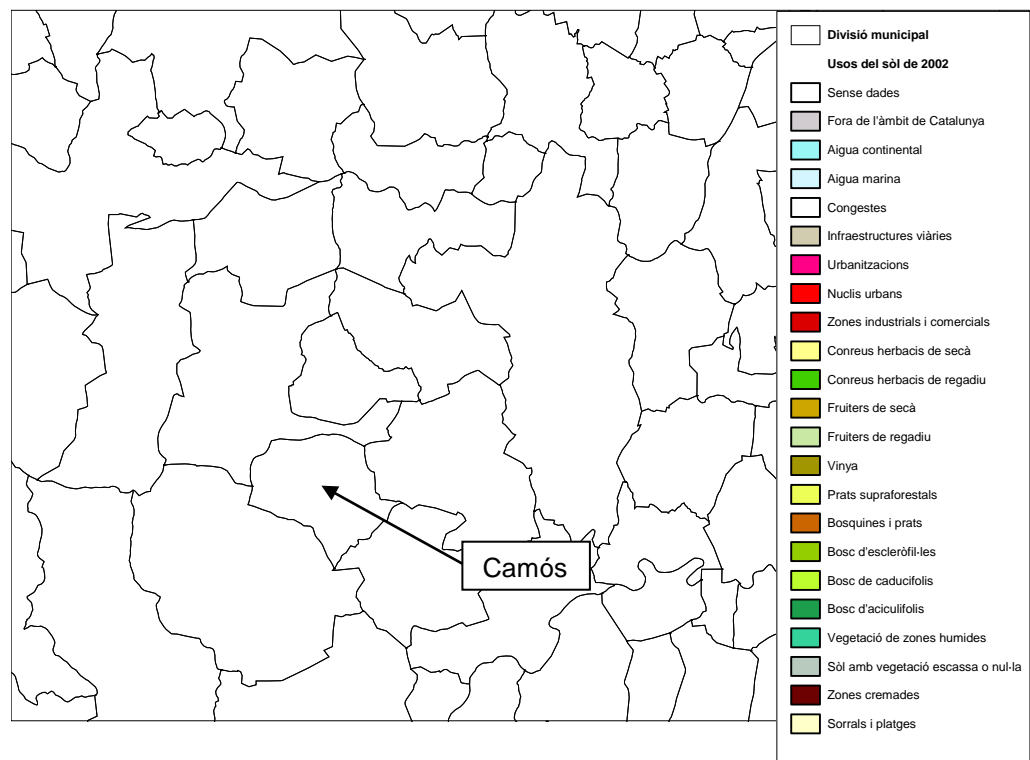 Divisió municipal
Usos del sòl de 2002
Sense dades
Fora de l'àmbit de Catalunya
Aigua continental
Aigua marina
Congestes
Infraestructures viàries
Urbanitzacions
Nuclis urbans
Zones industrials i comercials
Conreus herbacis de secà
Conreus herbacis de regadiu
Fruiters de secà
Fruiters de regadiu
Vinya
Prats supraforestals
Bosquines i prats
Bosc d'escleròfil·les
Bosc de caducifolis
Bosc d'aciculifolis
Vegetació de zones humides
Sòl amb vegetació escassa o nul·la
Zones cremades
Sorrals i platges
Camós